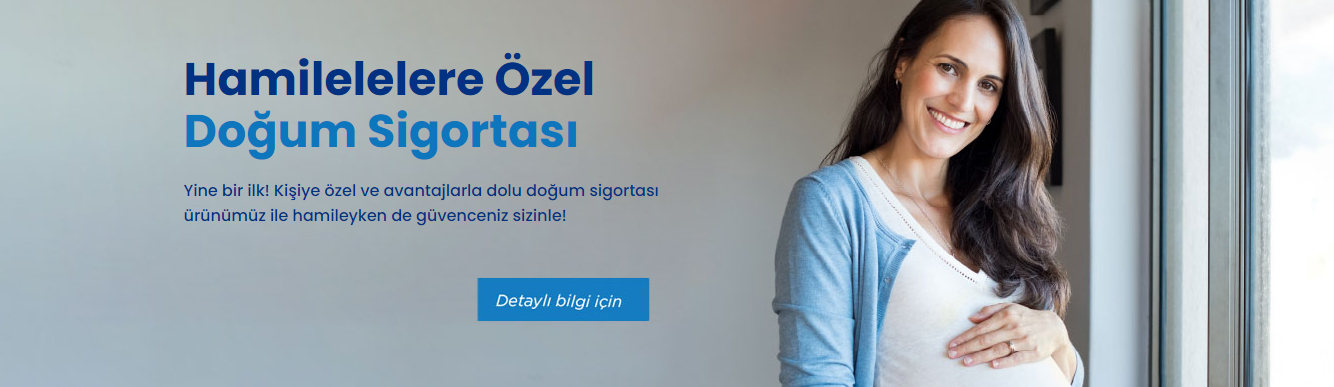 Hamilelelere Özel
Doğum Sigortası
Yine bir ilk! Kişiye özel ve avantajlarla dolu doğum sigortası
ürünümüz ile hamileyken de güvenceniz sizinle!
Detaylı bilgi için